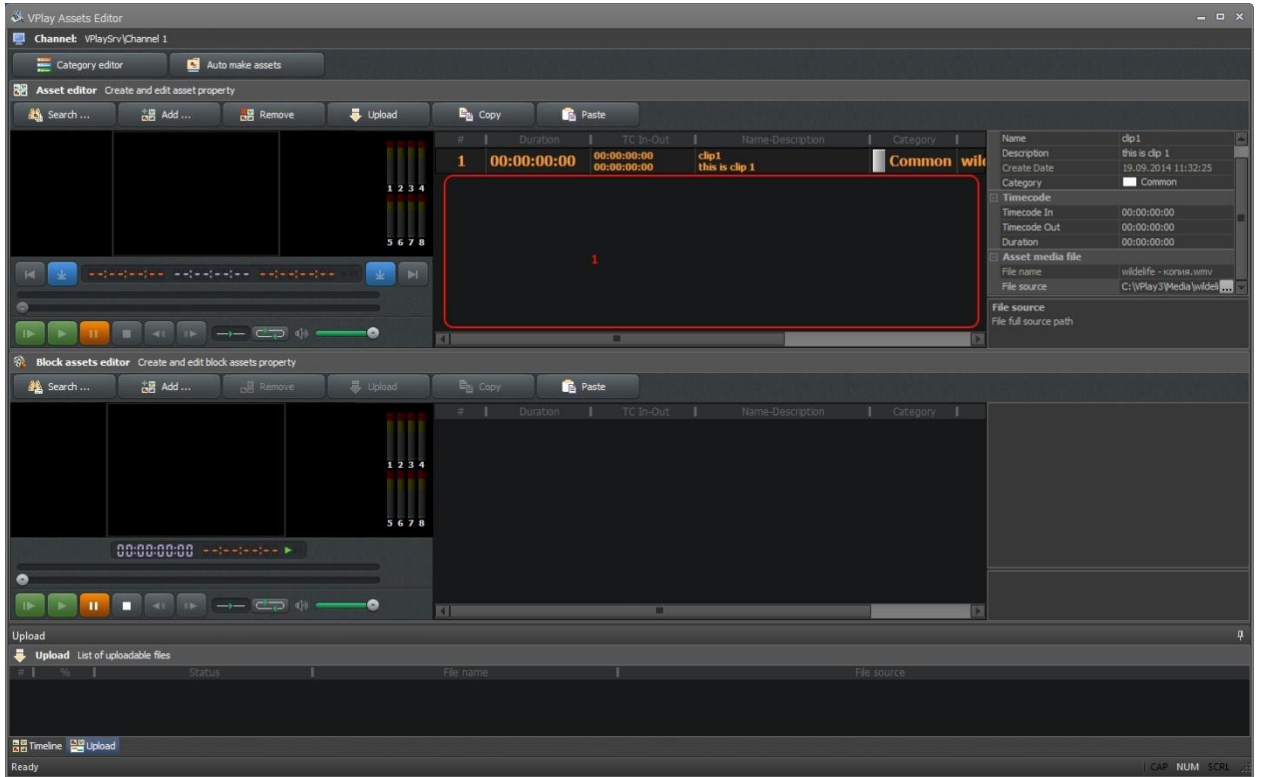 VPlay Assets Editor
Channel: VPlaySrv\Channel 1
Category editor Auto make assets
Asset editor Create and edit asset property
Search ... Add ... Remove Upload Copy Paste
# Duration TC In-Out Name-Description Category
1 00:00:00:00 00:00:00:00 clip1 Common wild
00:00:00:00 this is clip 1
1 2 3 4
5 6 7 8
--:--:--:-- --:--:--:-- --:--:--:--
1
Name clip1
Description this is clip 1
Create Date 19.09.2014 11:32:25
Category Common
Timecode
Timecode In 00:00:00:00
Timecode Out 00:00:00:00
Duration 00:00:00:00
Asset media file
File name wildelife - копия.wmv
File source C:\VPlay3\Media\wildeli ...
File source
File full source path
Block assets editor Create and edit block assets property
Search ... Add ... Remove Upload Copy Paste
# Duration TC In-Out Name-Description Category
1 2 3 4
5 6 7 8
00:00:00:00 --:--:--:--
Upload
Upload List of uploadable files
# % Status File name File source
Timeline Upload
Ready CAP NUM SCRL